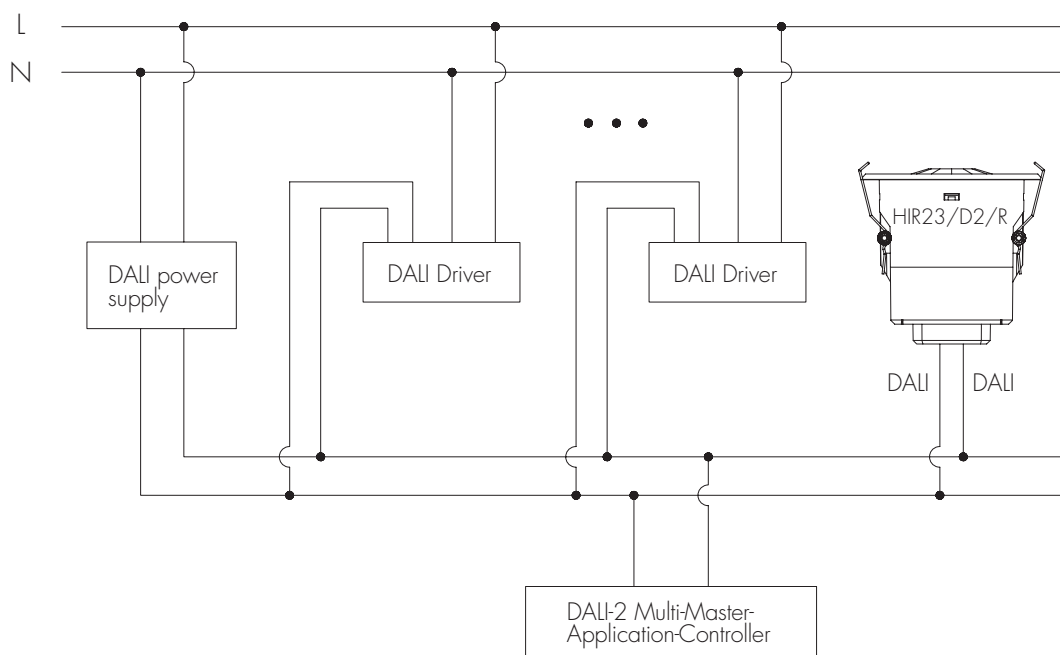 L
N
HIR23/D2/R
DALI power
supply
DALI Driver
DALI Driver
DALI
DALI
DALI-2 Multi-Master-
Application-Controller